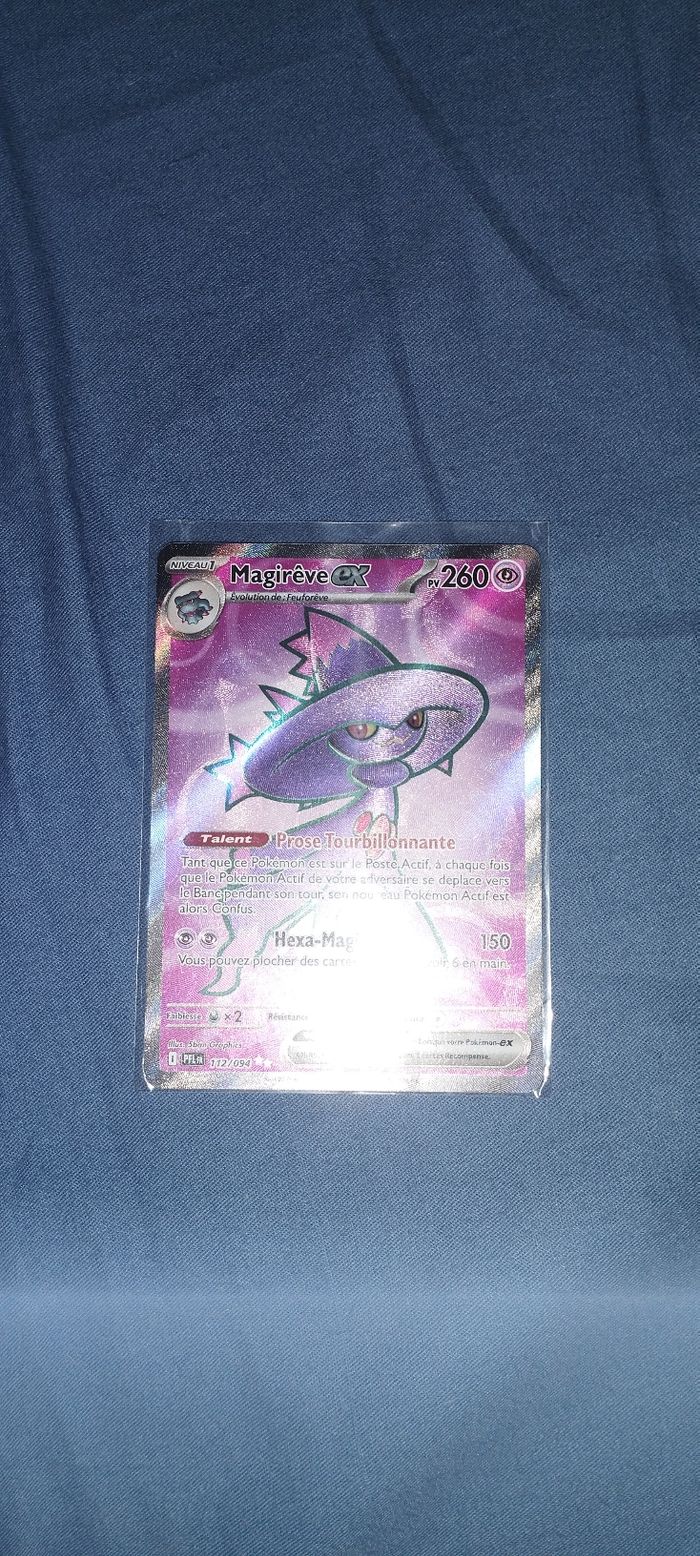 NIVEAU 1
Magirêve ex
PV 260
Évolution de : Feuforêve
Talent Prose Tourbillonnante
Tant que ce Pokémon est sur le Poste Actif, à chaque fois
que le Pokémon Actif de votre adversaire se déplace vers
le Banc pendant son tour, son nouveau Pokémon Actif est
alors Confus.
Hexa-Mag 150
Vous pouvez piocher des 6 en main.
Faiblesse ×2 Résistance
Illus. 5ban Graphics
votre Pokémon-ex
cartes Récompense.
I PFL FR 112/094